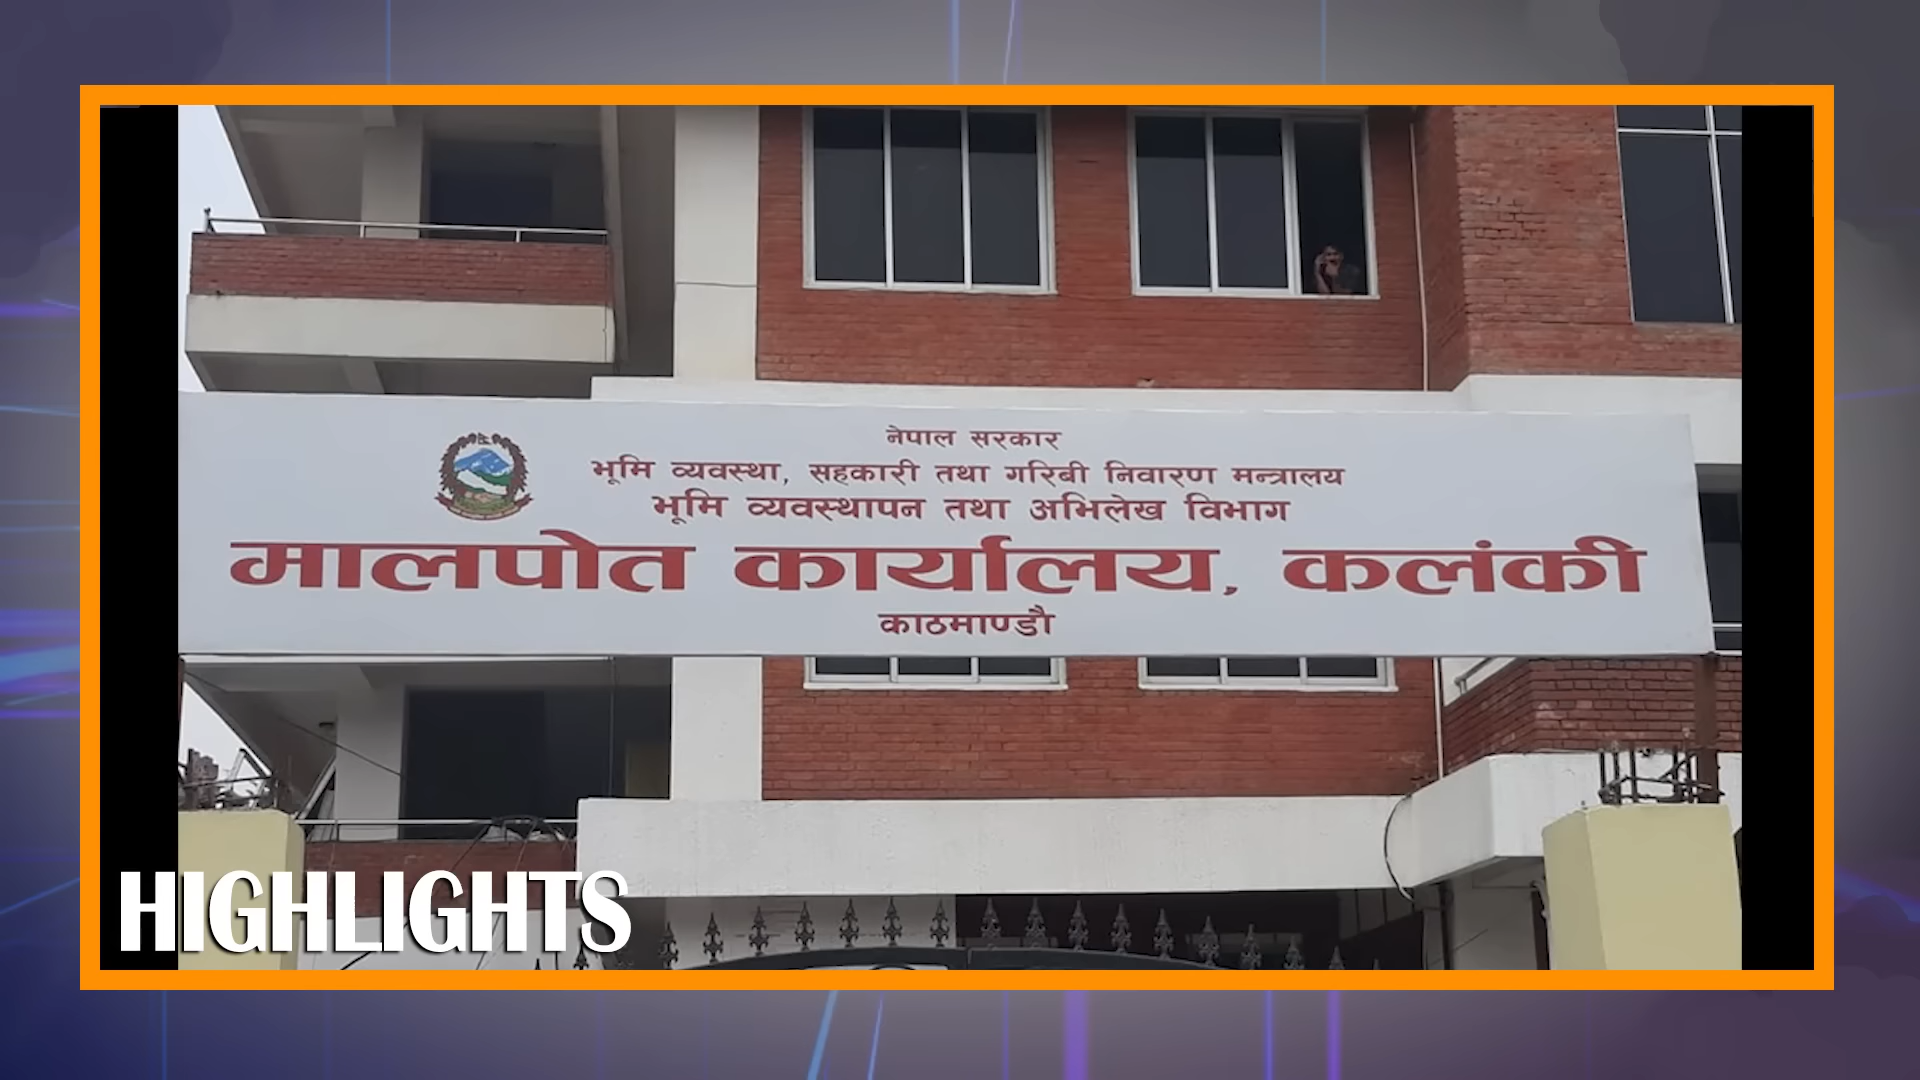 नेपाल सरकार
भूमि व्यवस्था, सहकारी तथा गरिबी निवारण मन्त्रालय
भूमि व्यवस्थापन तथा अभिलेख विभाग
मालपोत कार्यालय, कलंकी
काठमाण्डौ
HIGHLIGHTS